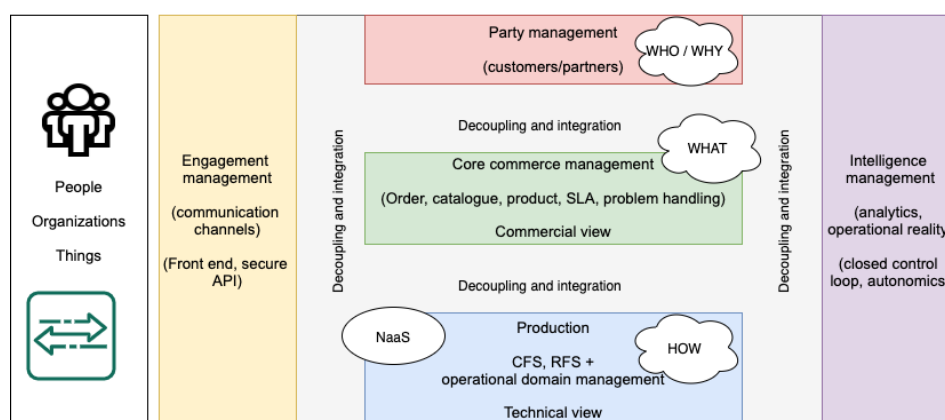 People
Organizations
Things
Engagement
management
(communication
channels)
(Front end, secure
API)
Decoupling and integration
Party management
(customers/partners)
WHO / WHY
Decoupling and integration
WHAT
Core commerce management
(Order, catalogue, product, SLA, problem handling)
Commercial view
Decoupling and integration
NaaS
Production
CFS, RFS +
operational domain management
Technical view
HOW
Decoupling and integration
Intelligence
management
(analytics,
operational reality
(closed control
loop, autonomics)